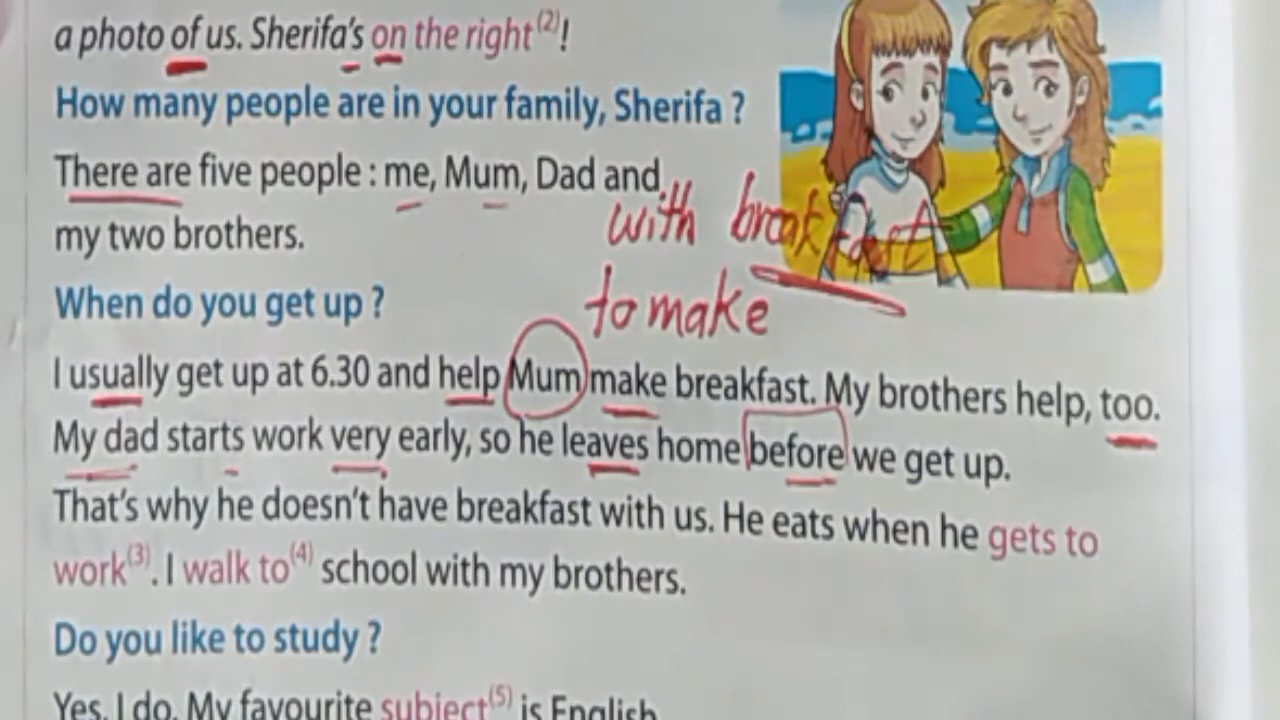 a photo of us. Sherifa's on the right(2)!
How many people are in your family, Sherifa ?
There are five people : me, Mum, Dad and
my two brothers.
with breakfast
When do you get up ?
to make
I usually get up at 6.30 and help Mum make breakfast. My brothers help, too.
My dad starts work very early, so he leaves home before we get up.
That's why he doesn't have breakfast with us. He eats when he gets to
work(3). I walk to(4) school with my brothers.
Do you like to study ?
Yes, I do. My favourite subject(5) is English